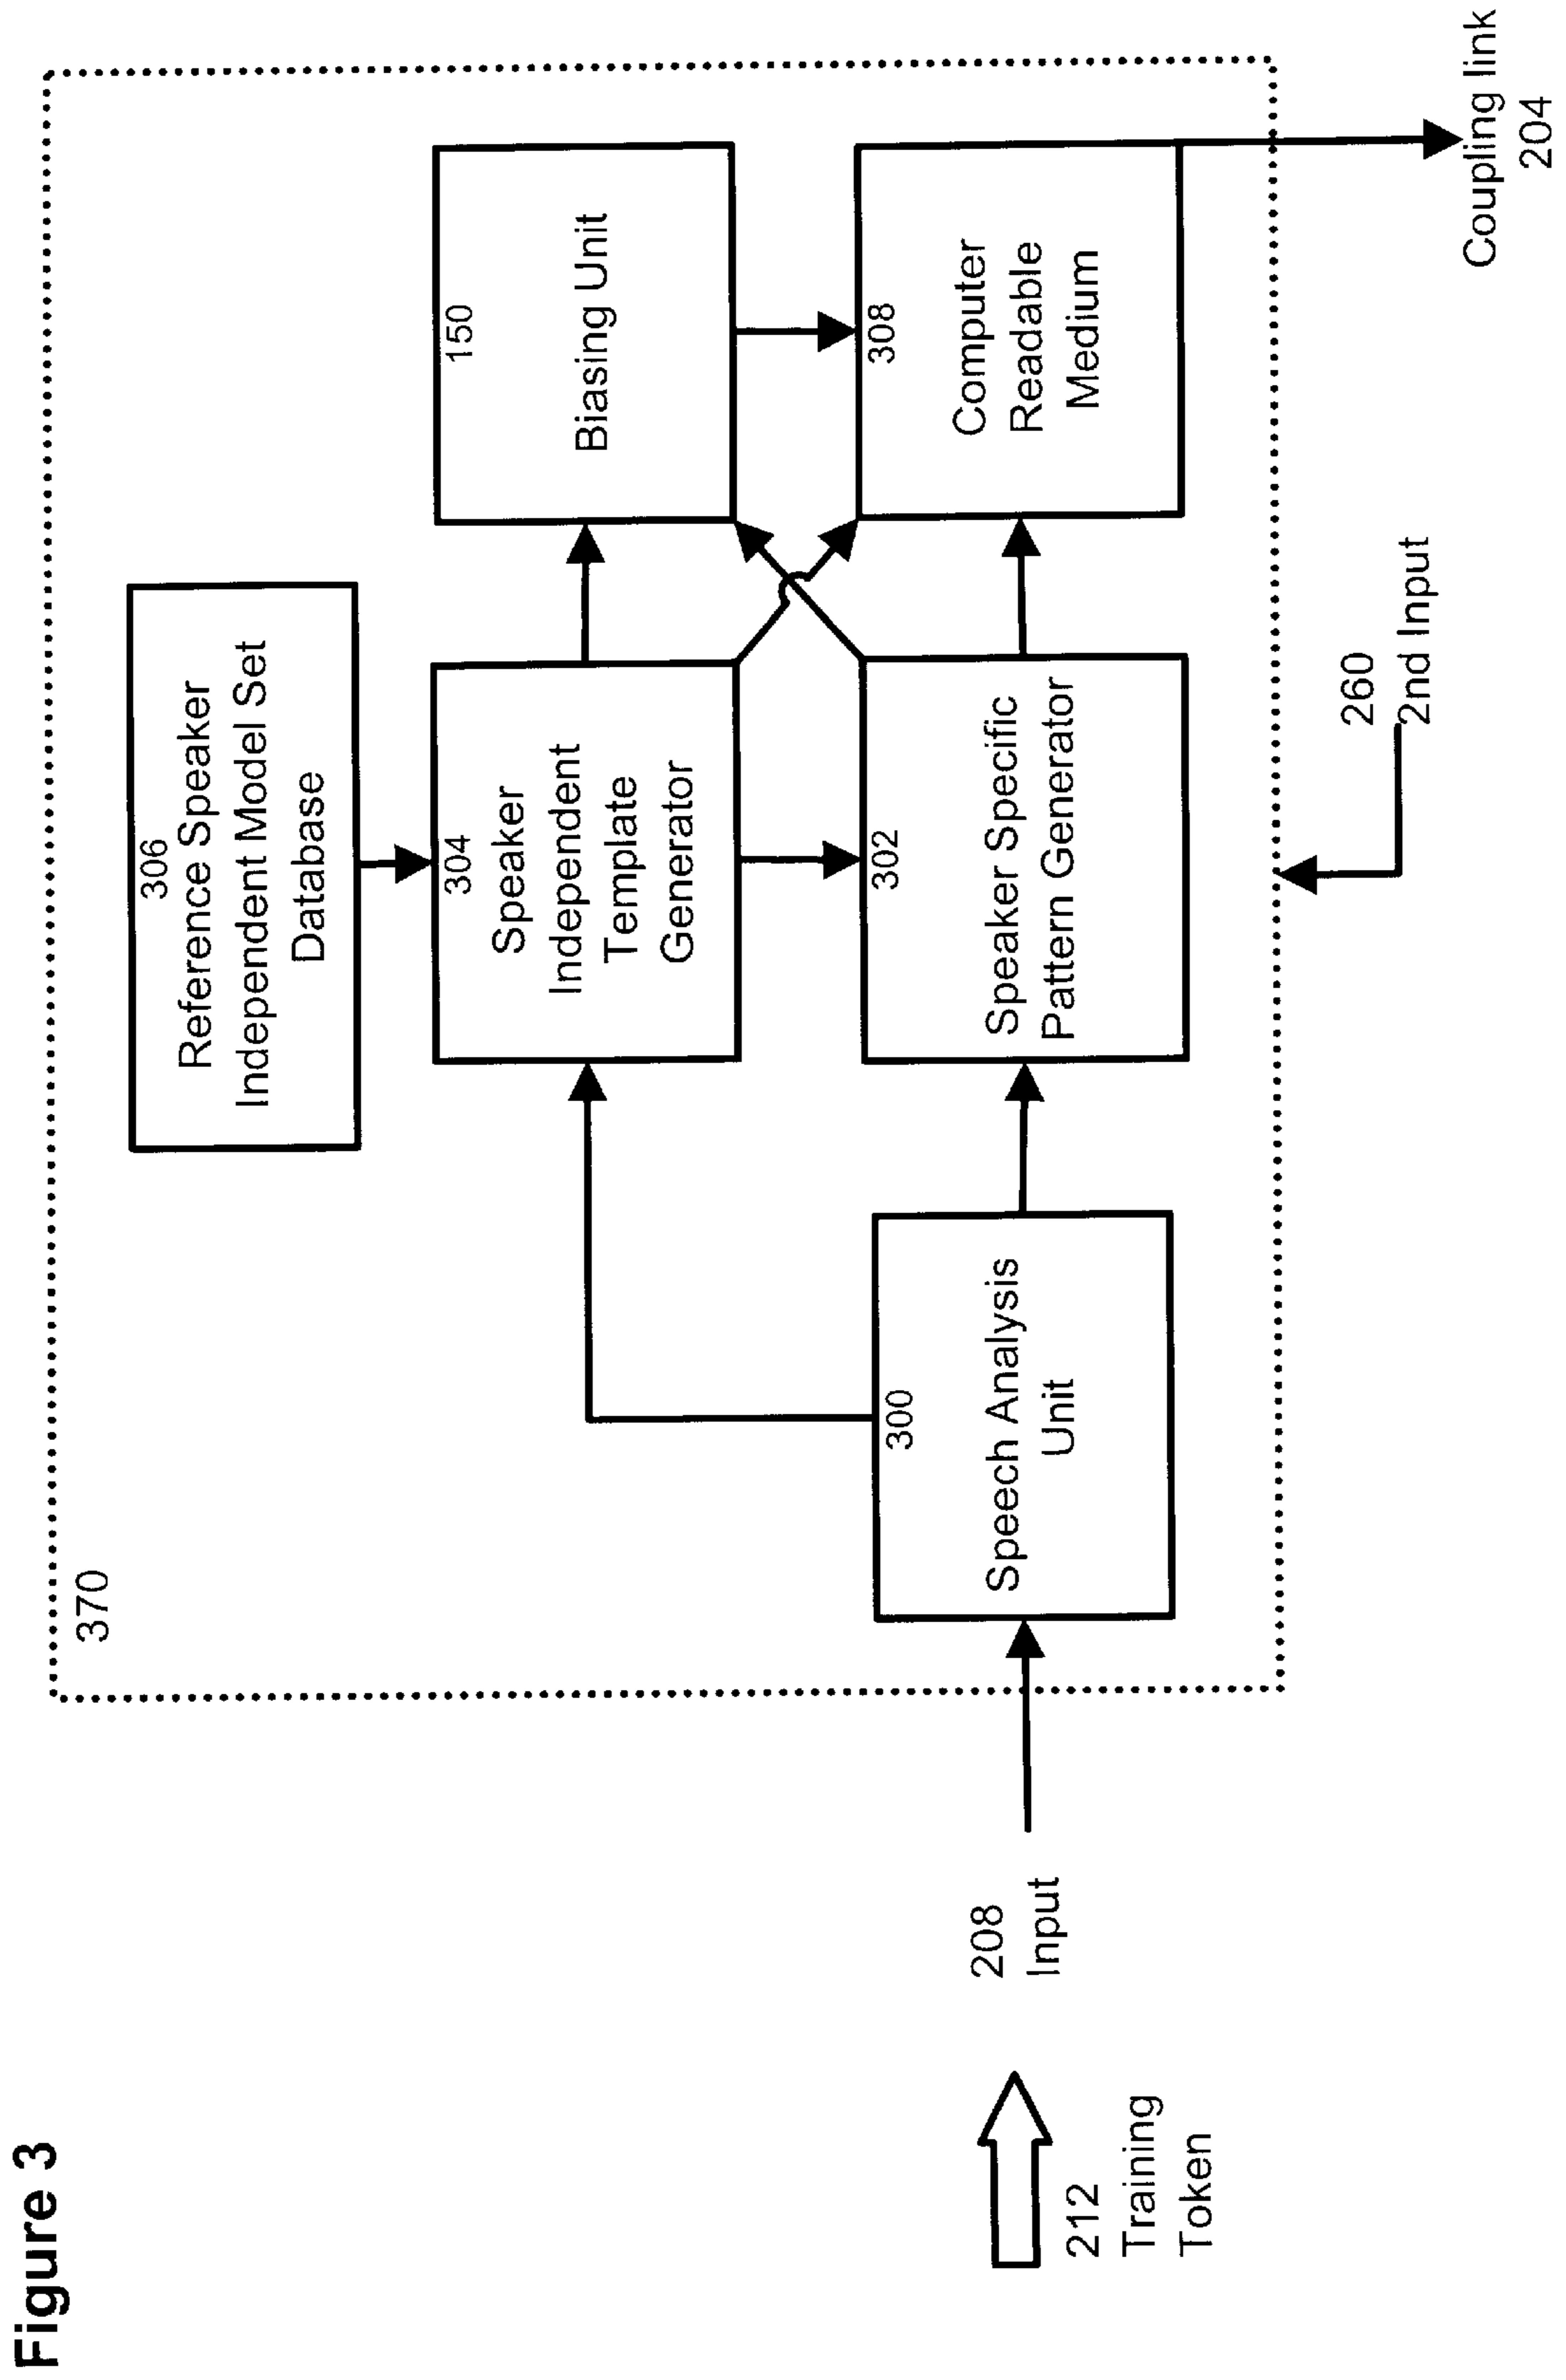 Figure 3
370
306
Reference Speaker
Independent Model Set
Database
304
Speaker
Independent
Template
Generator
150
Biasing Unit
212
Training
Token
208
Input
300
Speech Analysis
Unit
302
Speaker Specific
Pattern Generator
308
Computer
Readable
Medium
260
2nd Input
Coupling link
204